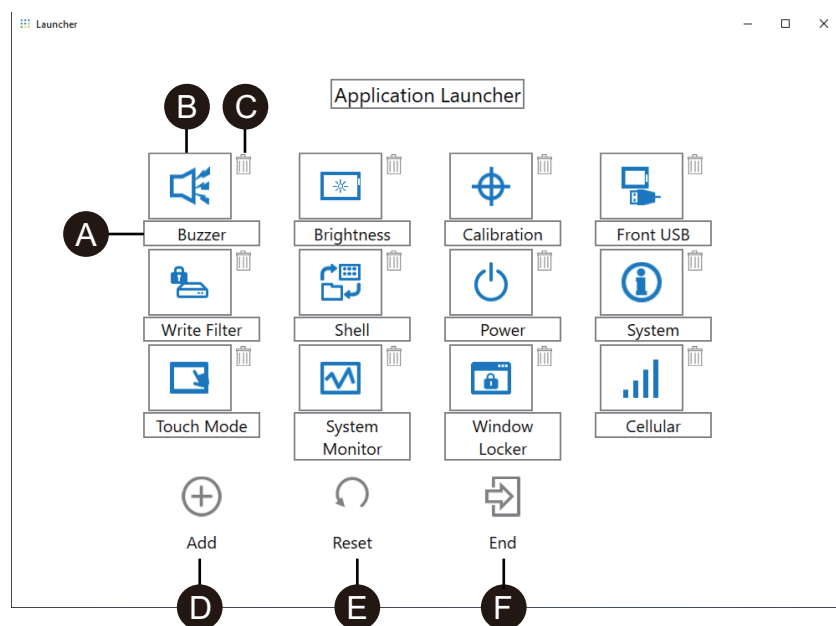 Launcher
Application Launcher
B C
A
Buzzer Brightness Calibration Front USB
Write Filter Shell Power System
Touch Mode System Monitor Window Locker Cellular
Add Reset End
D E F